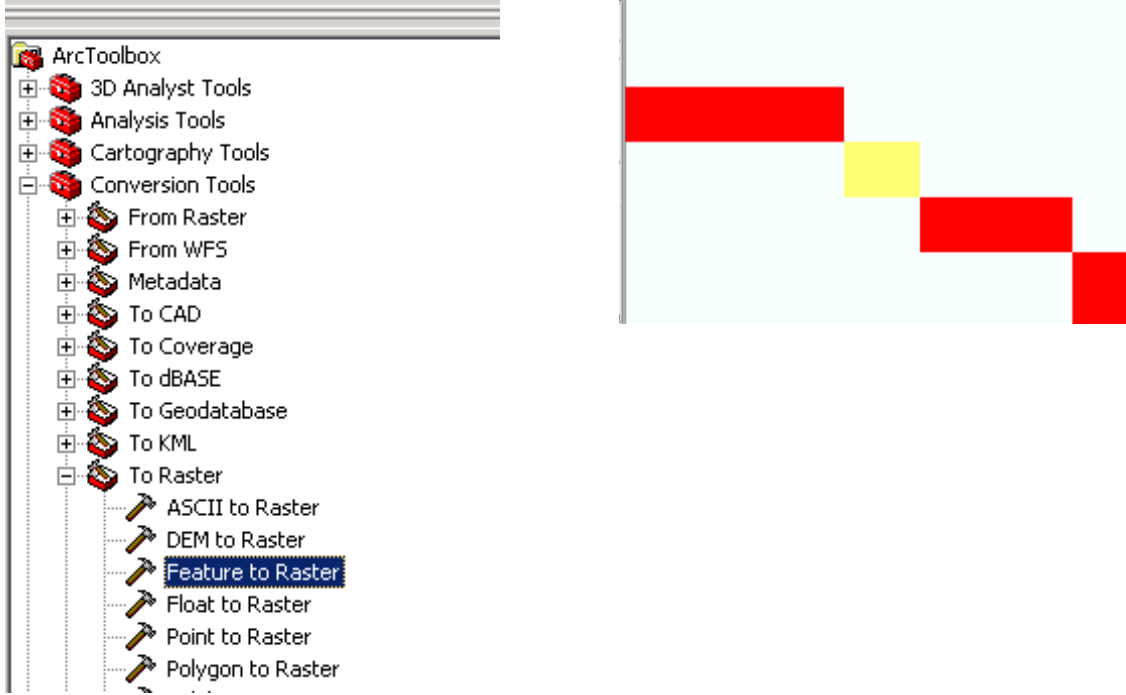 ArcToolbox
3D Analyst Tools
Analysis Tools
Cartography Tools
Conversion Tools
From Raster
From WFS
Metadata
To CAD
To Coverage
To dBASE
To Geodatabase
To KML
To Raster
ASCII to Raster
DEM to Raster
Feature to Raster
Float to Raster
Point to Raster
Polygon to Raster